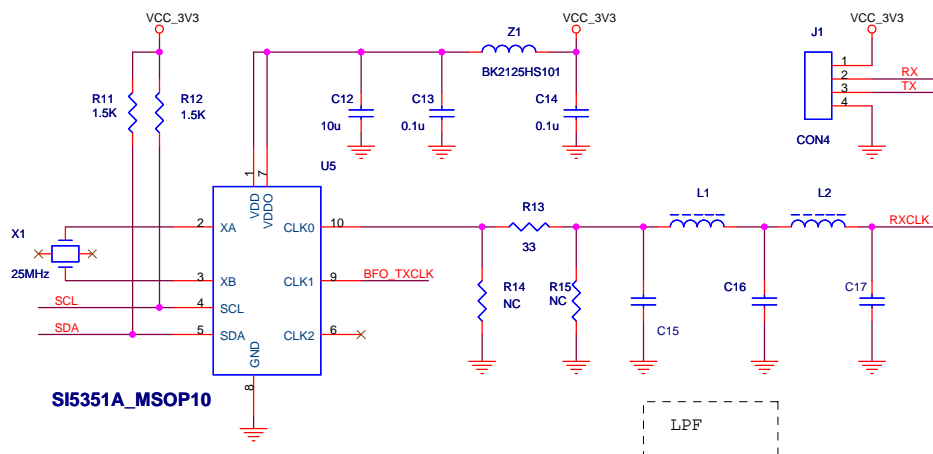 VCC_3V3
VCC_3V3
VCC_3V3
Z1
BK2125HS101
J1
1
2
3
4
RX
TX
CON4
R11
1.5K
R12
1.5K
C12
10u
C13
0.1u
C14
0.1u
U5
1
7
VDD
VDDO
X1
25MHz
2
XA
3
XB
SCL
4
SCL
SDA
5
SDA
GND
8
CLK0
10
CLK1
9
BFO_TXCLK
CLK2
6
R13
33
R14
NC
R15
NC
L1
L2
RXCLK
C15
C16
C17
SI5351A_MSOP10
LPF